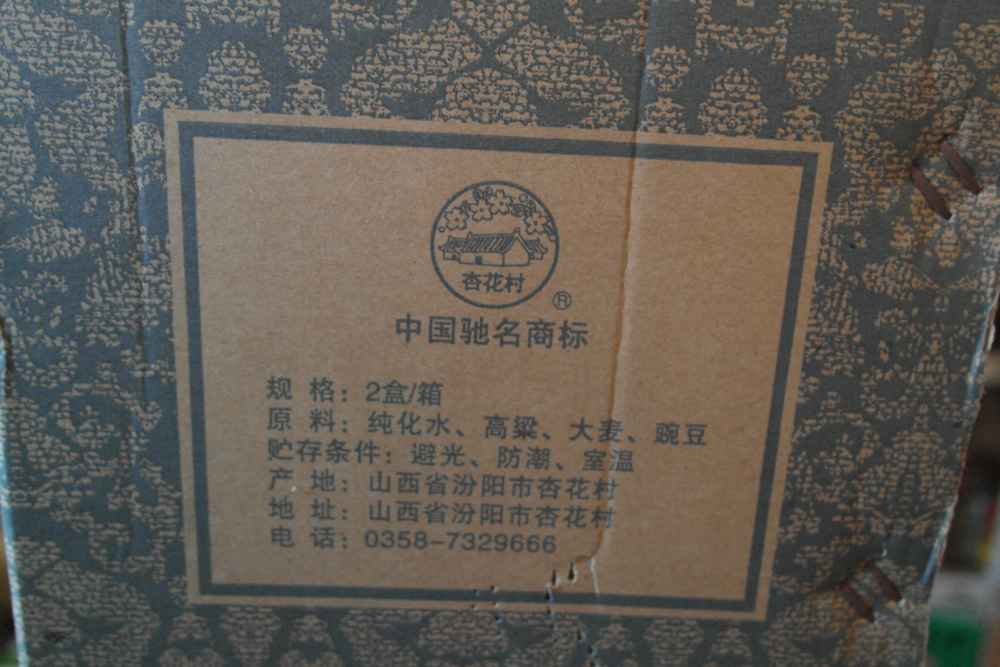 杏花村
®
中国驰名商标
规 格：2盒/箱
原 料：纯化水、高粱、大麦、豌豆
贮存条件：避光、防潮、室温
产 地：山西省汾阳市杏花村
地 址：山西省汾阳市杏花村
电 话：0358-7329666